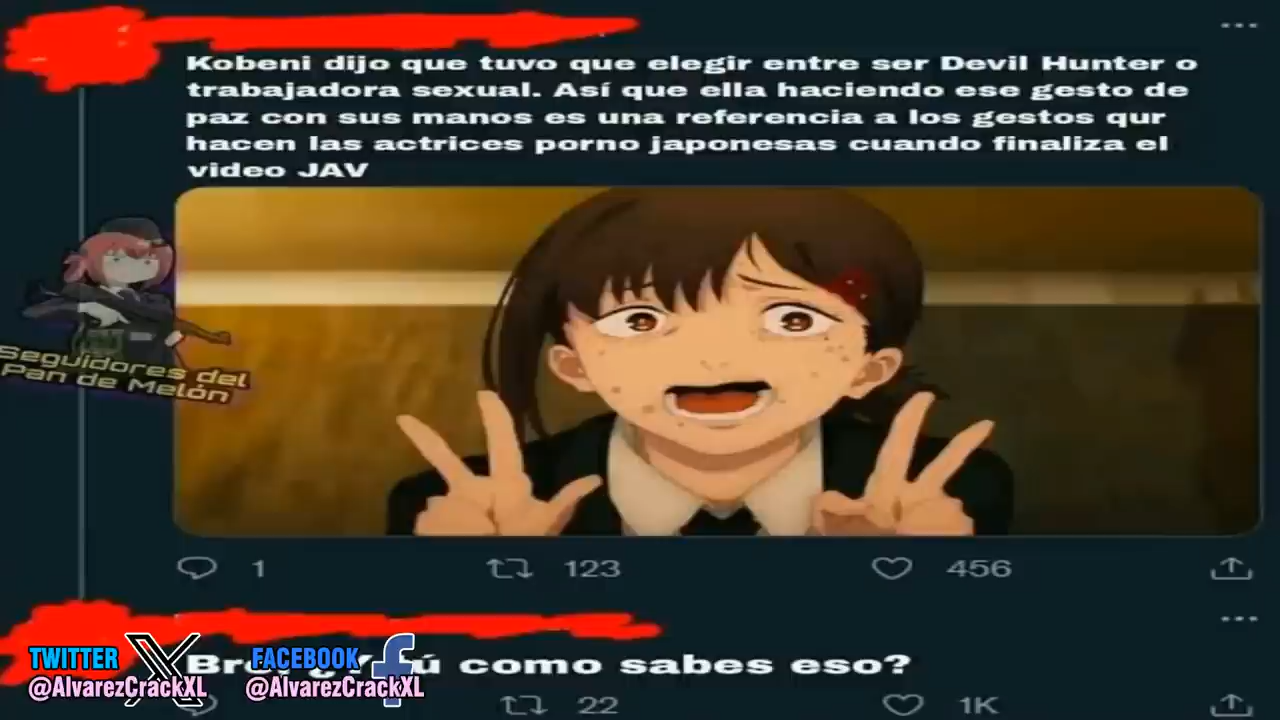 Kobeni dijo que tuvo que elegir entre ser Devil Hunter o
trabajadora sexual. Así que ella haciendo ese gesto de
paz con sus manos es una referencia a los gestos qur
hacen las actrices porno japonesas cuando finaliza el
video JAV
Seguidores del
Pan de Melón
1 123 456
como sabes eso?
TWITTER FACEBOOK
@AlvarezCrackXL @AlvarezCrackXL
22 1K